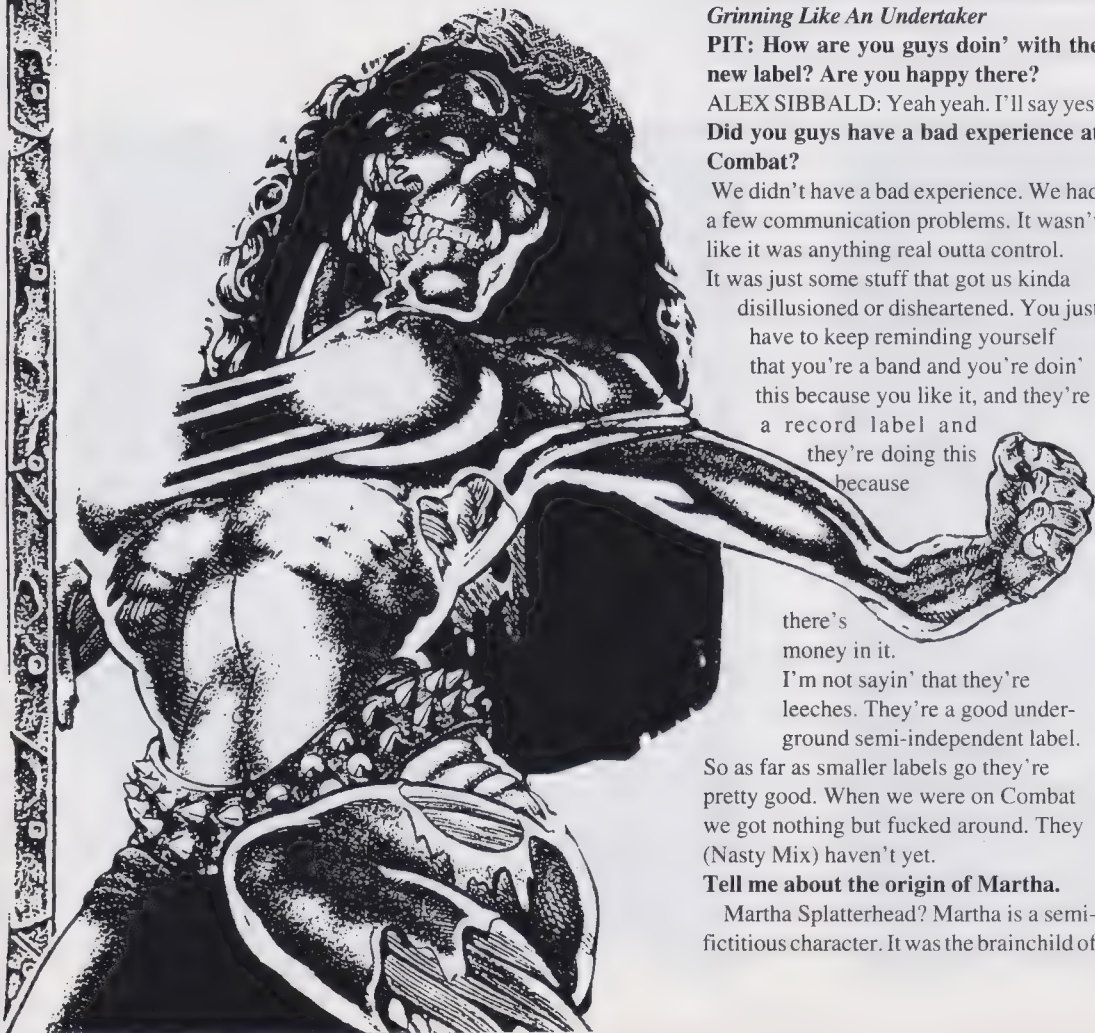 Grinning Like An Undertaker
PIT: How are you guys doin' with the
new label? Are you happy there?
ALEX SIBBALD: Yeah yeah. I'll say yes
Did you guys have a bad experience at
Combat?
We didn't have a bad experience. We had
a few communication problems. It wasn't
like it was anything real outta control.
It was just some stuff that got us kinda
disillusioned or disheartened. You just
have to keep reminding yourself
that you're a band and you're doin'
this because you like it, and they're
a record label and
they're doing this
because
there's
money in it.
I'm not sayin' that they're
leeches. They're a good under-
ground semi-independent label.
So as far as smaller labels go they're
pretty good. When we were on Combat
we got nothing but fucked around. They
(Nasty Mix) haven't yet.
Tell me about the origin of Martha.
Martha Splatterhead? Martha is a semi-
fictitious character. It was the brainchild of